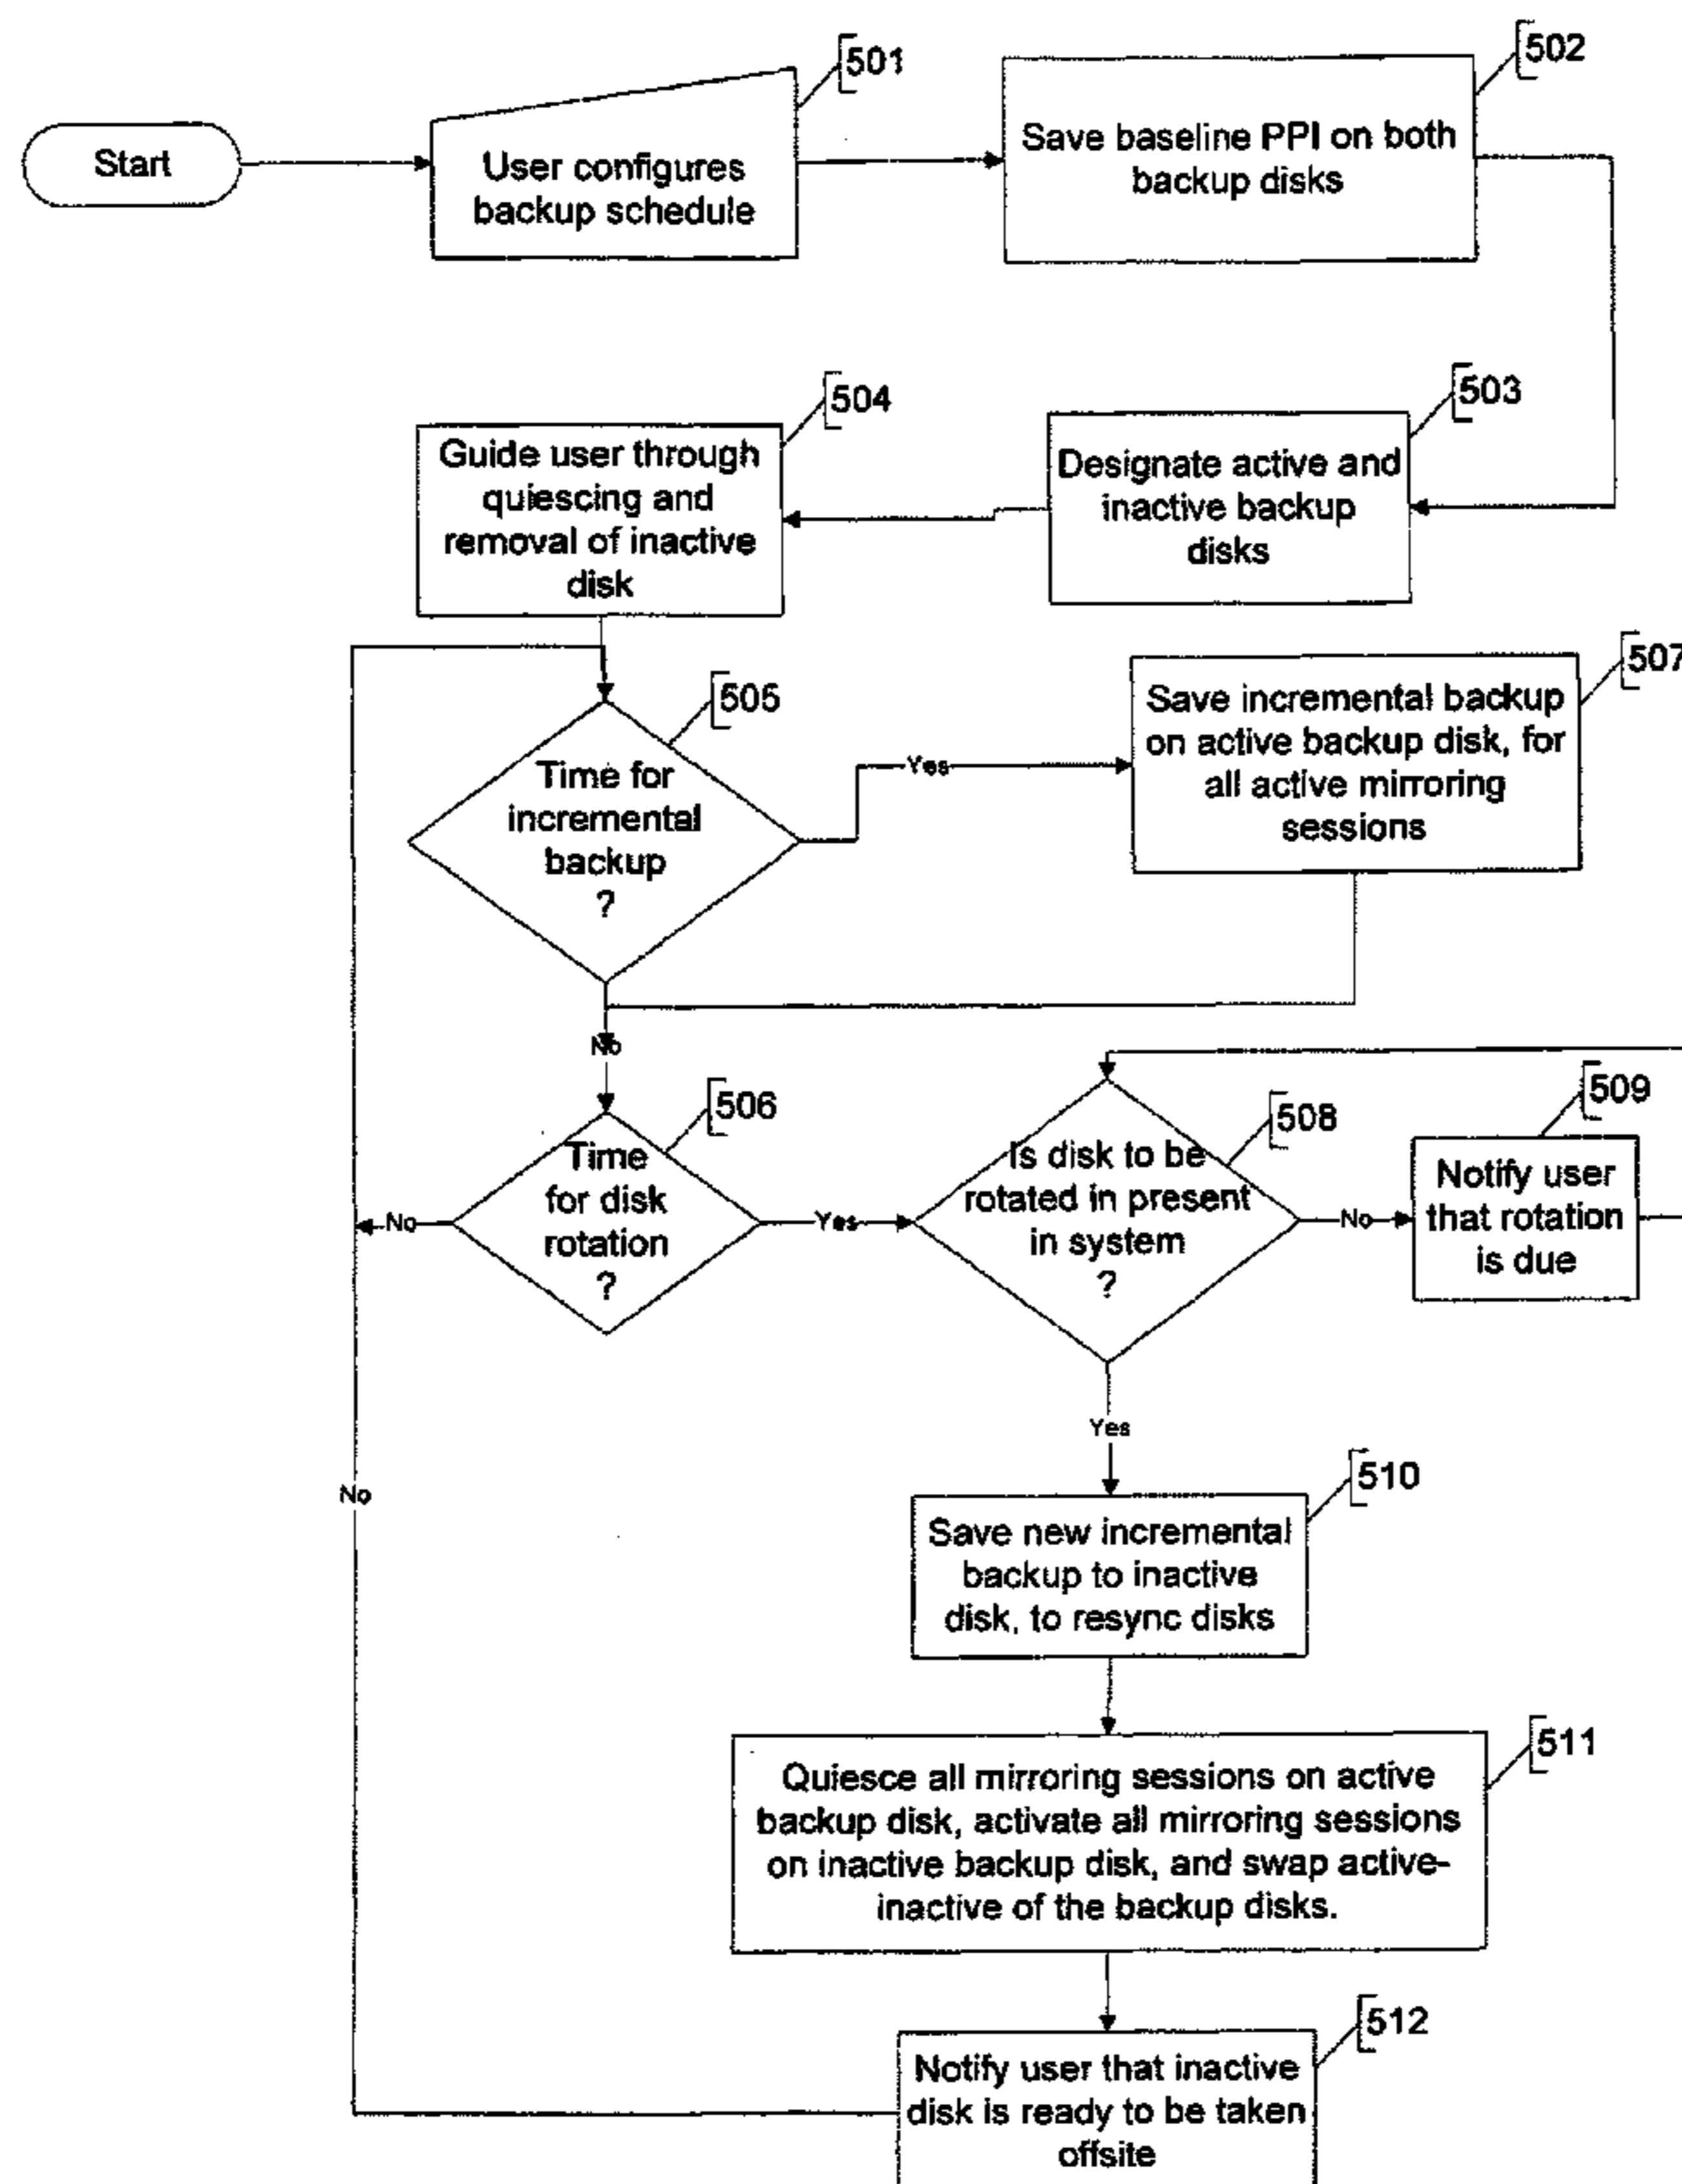 501
502
Start
User configures
backup schedule
Save baseline PPI on both
backup disks
504
503
Guide user through
quiescing and
removal of inactive
disk
Designate active and
inactive backup
disks
505
507
Time for
incremental
backup
?
Yes
Save incremental backup
on active backup disk, for
all active mirroring
sessions
No
506
508
509
Time
for disk
rotation
?
No
Yes
Is disk to be
rotated in present
in system
?
No
Notify user
that rotation
is due
Yes
No
510
Save new incremental
backup to inactive
disk, to resync disks
511
Quiesce all mirroring sessions on active
backup disk, activate all mirroring sessions
on inactive backup disk, and swap active-
inactive of the backup disks.
512
Notify user that inactive
disk is ready to be taken
offsite